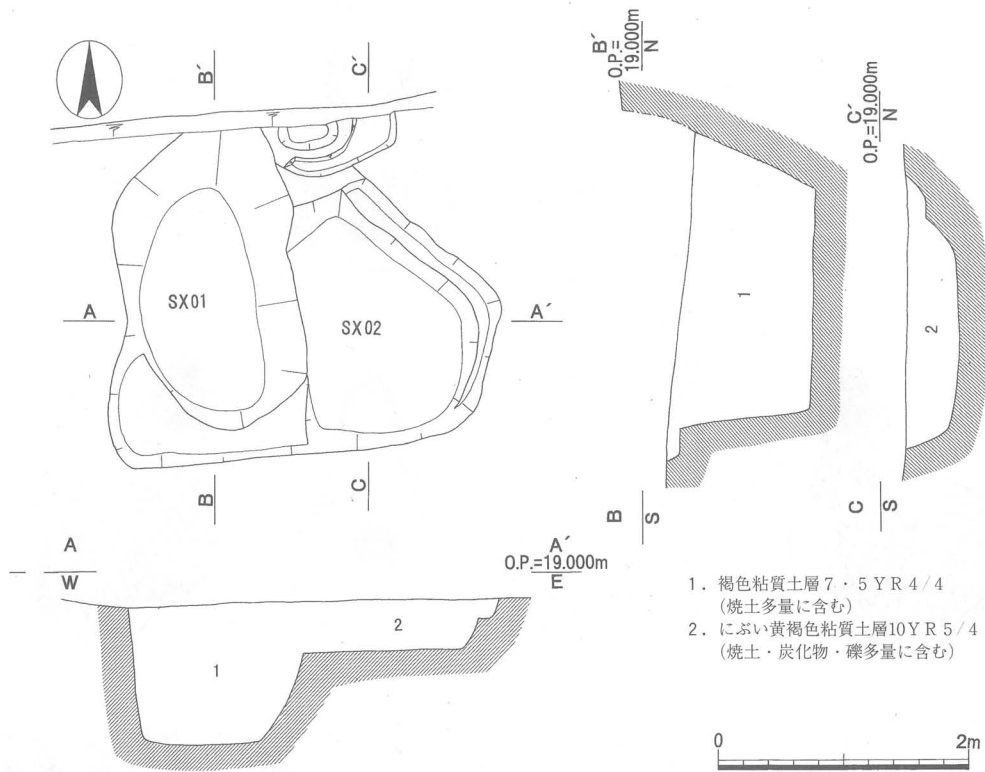 B´
C´
SX01
SX02
A
A´
B
C
B´
O.P.=
19.000m
N
C´
O.P.=19.000m
N
1
2
B
S
C
S
A
W
A´
O.P.=19.000m
E
1
2
1. 褐色粘質土層7・5YR4/4
(焼土多量に含む)
2. にぶい黄褐色粘質土層10YR5/4
(焼土・炭化物・礫多量に含む)
0
2m